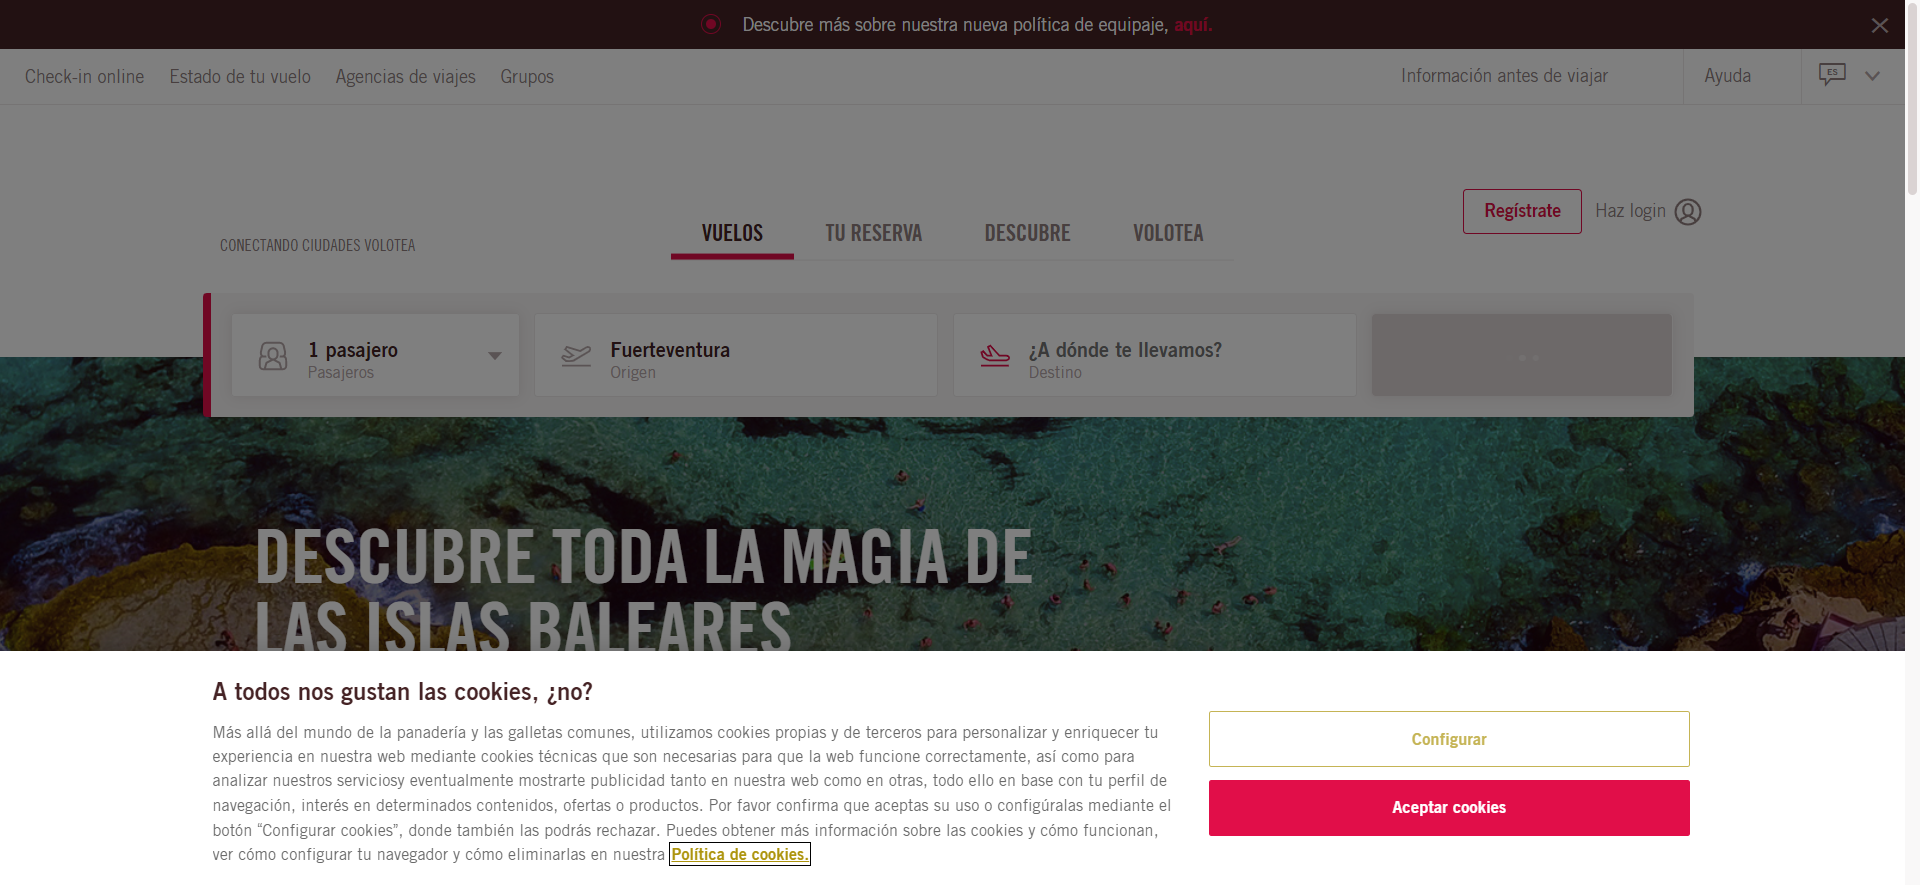 Descubre más sobre nuestra nueva política de equipaje, aquí.
Check-in online Estado de tu vuelo Agencias de viajes Grupos Información antes de viajar Ayuda ES
Regístrate Haz login
CONECTANDO CIUDADES VOLOTEA VUELOS TU RESERVA DESCUBRE VOLOTEA
1 pasajero Fuerteventura ¿A dónde te llevamos?
Pasajeros Origen Destino
DESCUBRE TODA LA MAGIA DE
LAS ISLAS BALEARES
A todos nos gustan las cookies, ¿no?
Más allá del mundo de la panadería y las galletas comunes, utilizamos cookies propias y de terceros para personalizar y enriquecer tu
experiencia en nuestra web mediante cookies técnicas que son necesarias para que la web funcione correctamente, así como para
analizar nuestros serviciosy eventualmente mostrarte publicidad tanto en nuestra web como en otras, todo ello en base con tu perfil de
navegación, interés en determinados contenidos, ofertas o productos. Por favor confirma que aceptas su uso o configúralas mediante el
botón “Configurar cookies”, donde también las podrás rechazar. Puedes obtener más información sobre las cookies y cómo funcionan,
ver cómo configurar tu navegador y cómo eliminarlas en nuestra Política de cookies.
Configurar
Aceptar cookies